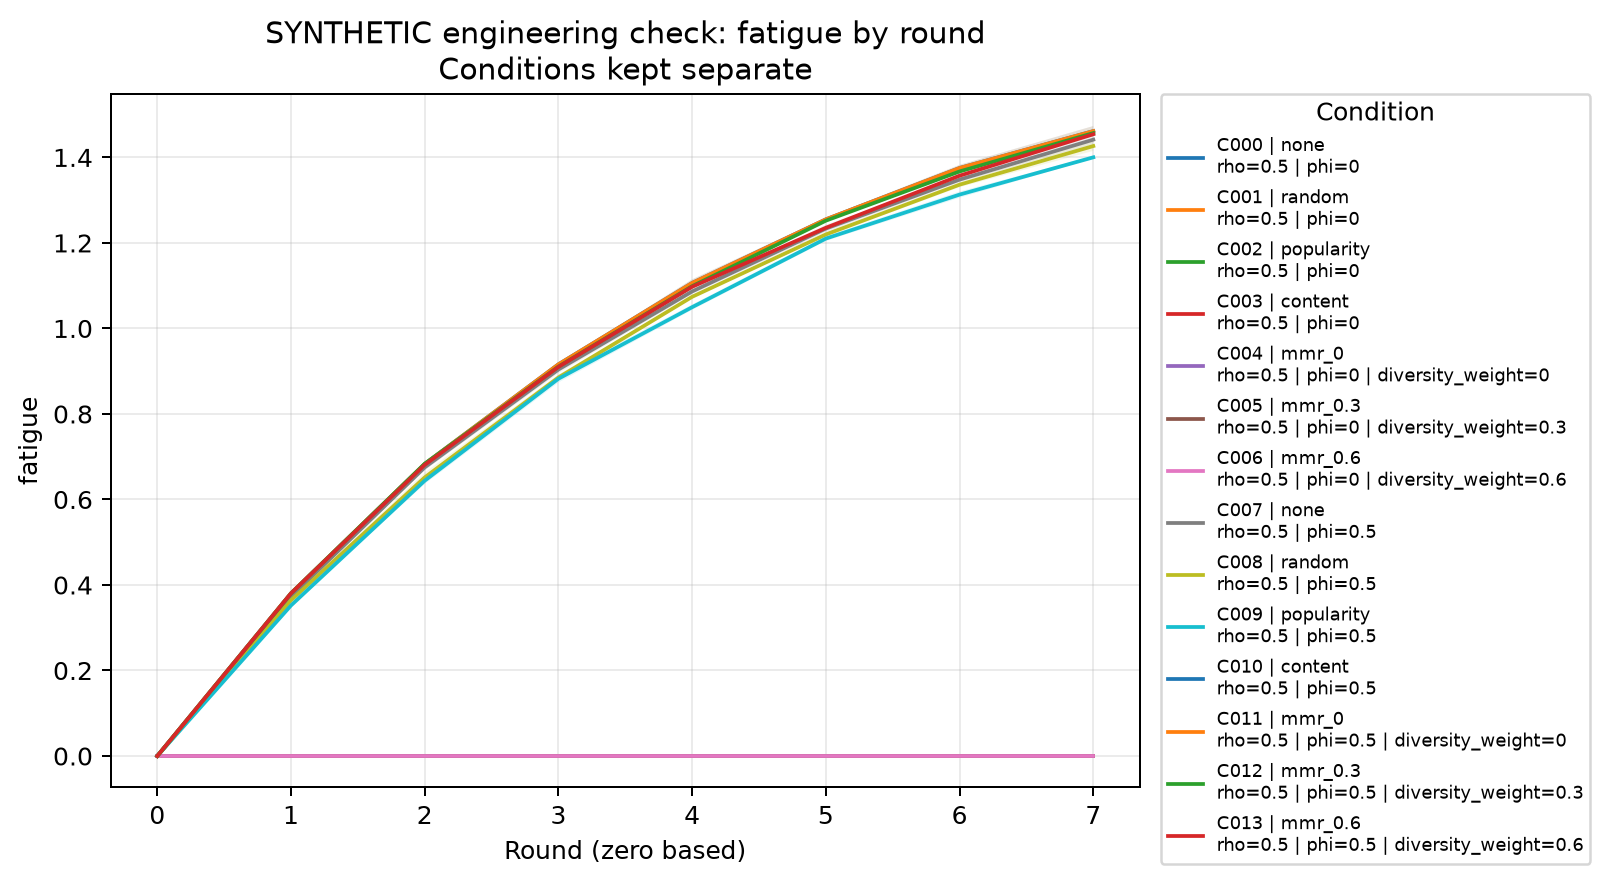 SYNTHETIC engineering check: fatigue by round
Conditions kept separate
fatigue
1.4
1.2
1.0
0.8
0.6
0.4
0.2
0.0
0 1 2 3 4 5 6 7
Round (zero based)
Condition
C000 | none
rho=0.5 | phi=0
C001 | random
rho=0.5 | phi=0
C002 | popularity
rho=0.5 | phi=0
C003 | content
rho=0.5 | phi=0
C004 | mmr_0
rho=0.5 | phi=0 | diversity_weight=0
C005 | mmr_0.3
rho=0.5 | phi=0 | diversity_weight=0.3
C006 | mmr_0.6
rho=0.5 | phi=0 | diversity_weight=0.6
C007 | none
rho=0.5 | phi=0.5
C008 | random
rho=0.5 | phi=0.5
C009 | popularity
rho=0.5 | phi=0.5
C010 | content
rho=0.5 | phi=0.5
C011 | mmr_0
rho=0.5 | phi=0.5 | diversity_weight=0
C012 | mmr_0.3
rho=0.5 | phi=0.5 | diversity_weight=0.3
C013 | mmr_0.6
rho=0.5 | phi=0.5 | diversity_weight=0.6